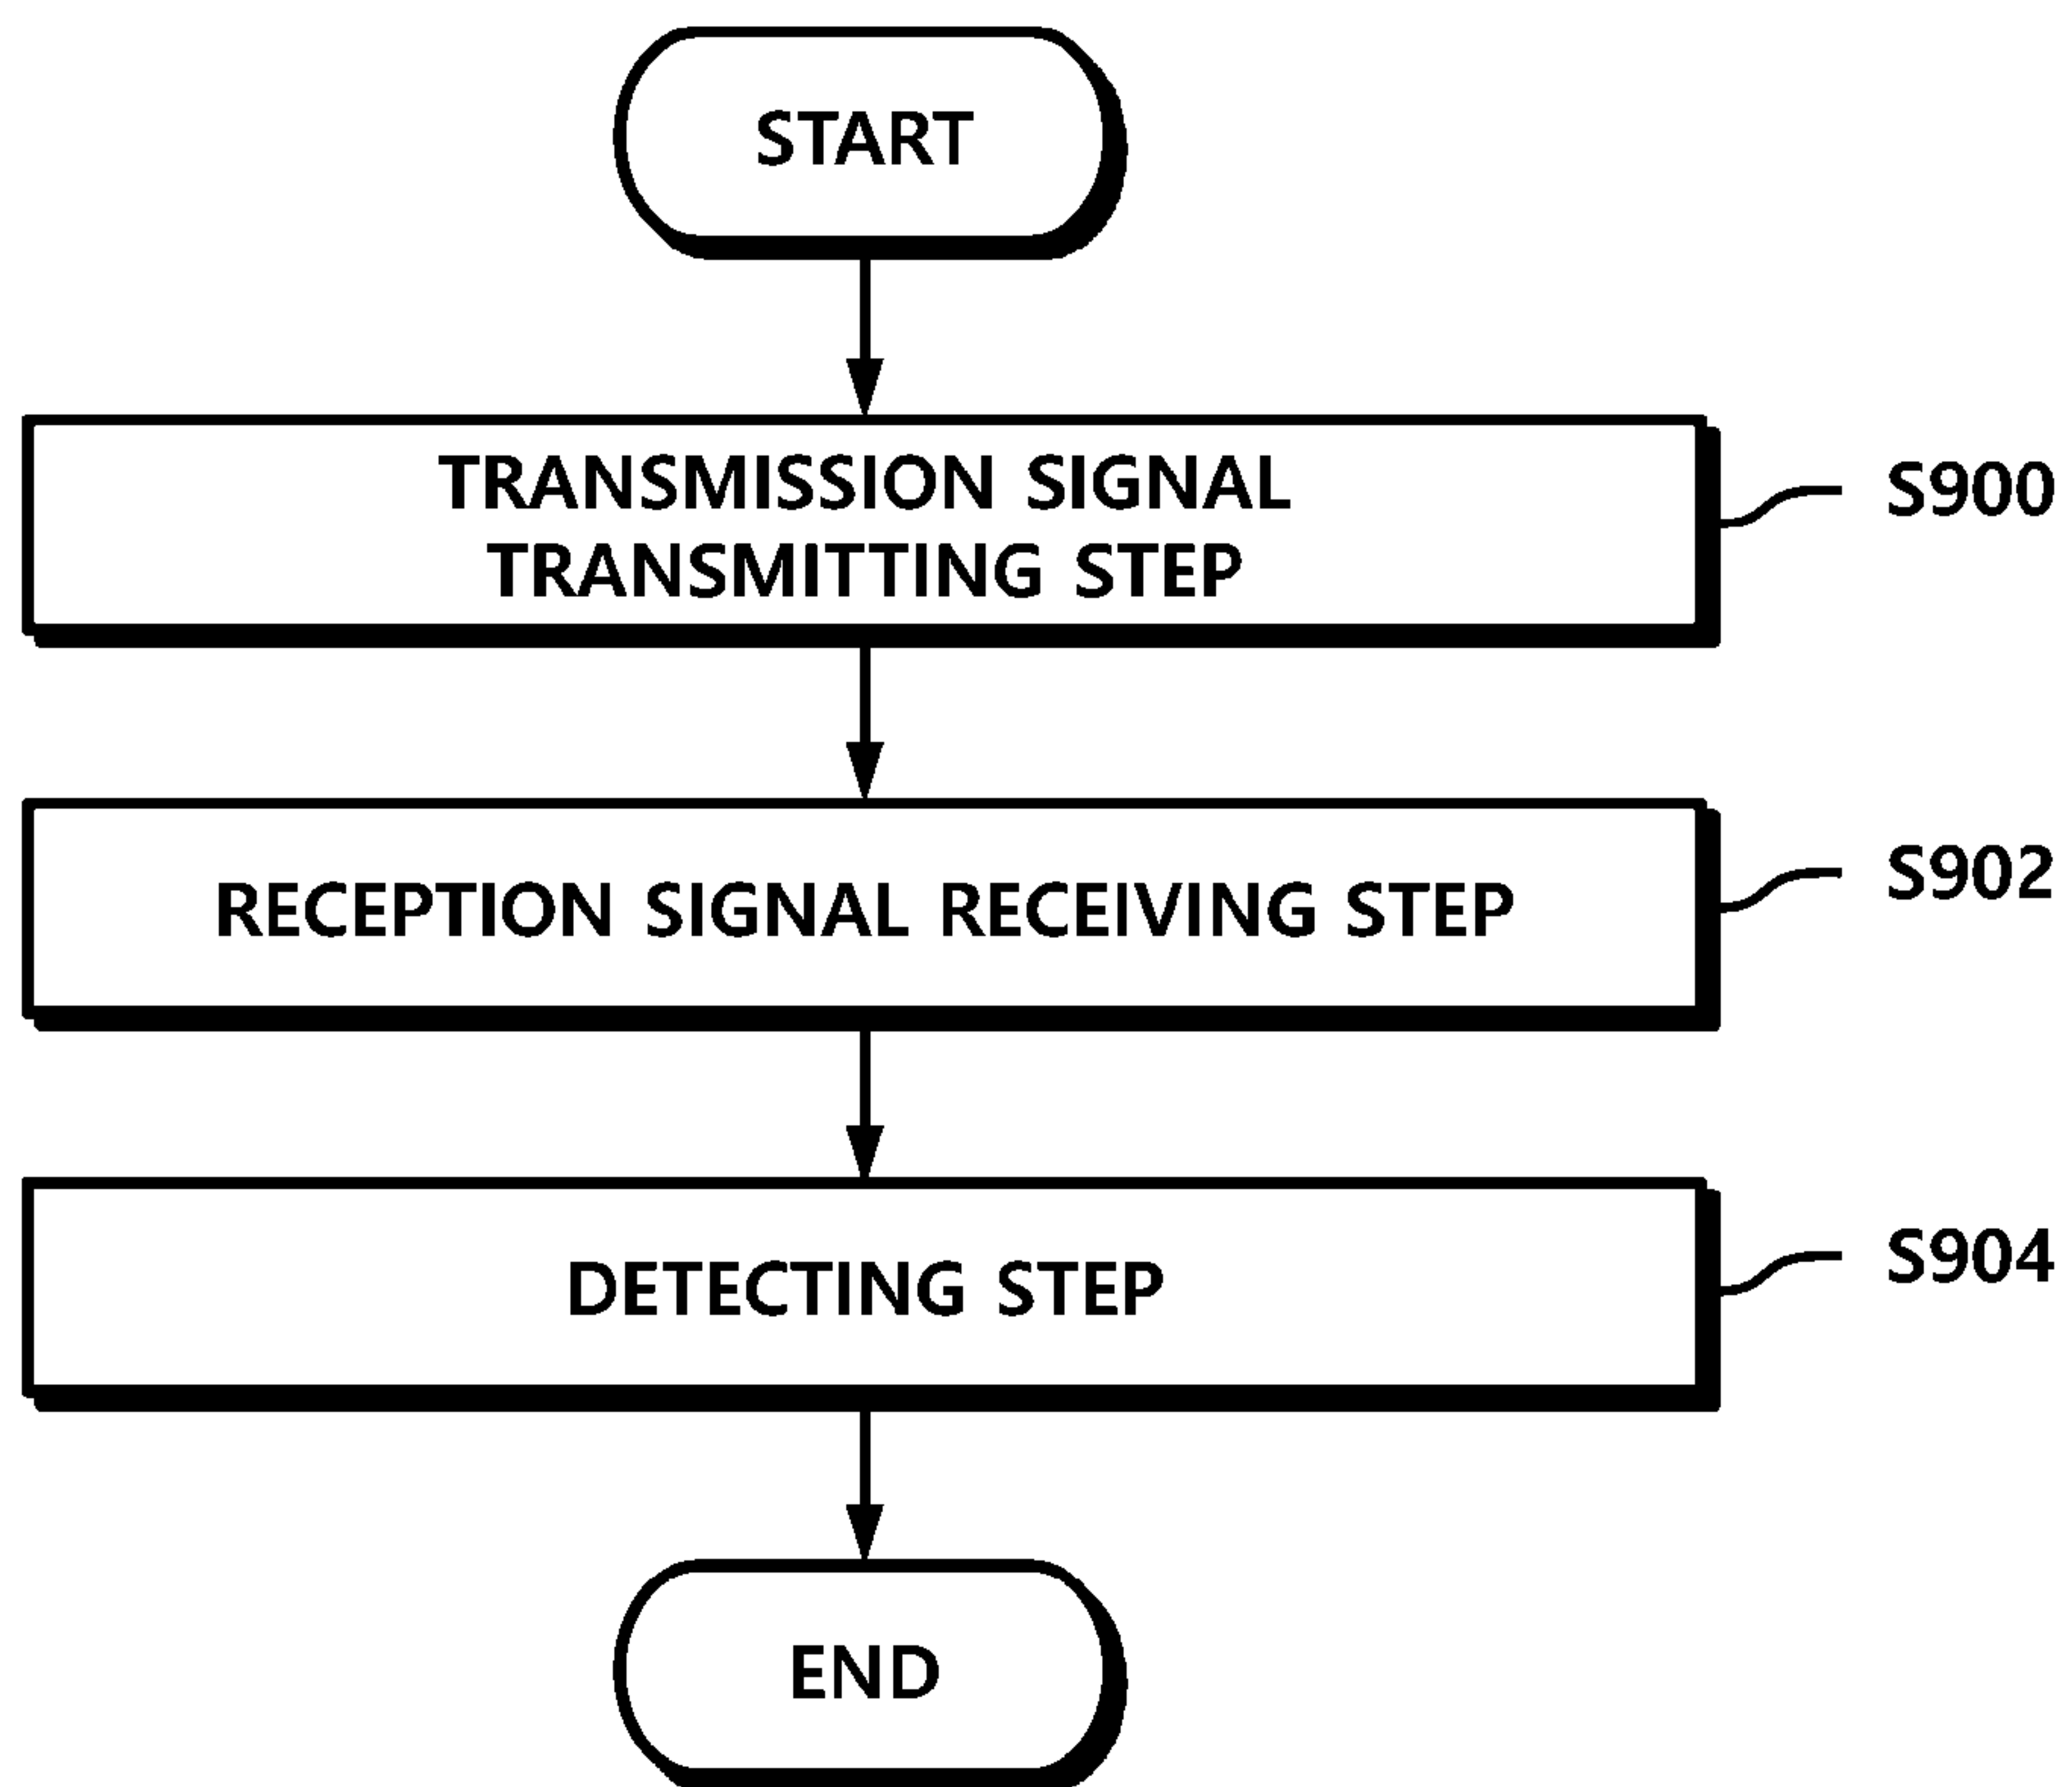 START
TRANSMISSION SIGNAL
TRANSMITTING STEP
S900
RECEPTION SIGNAL RECEIVING STEP
S902
DETECTING STEP
S904
END